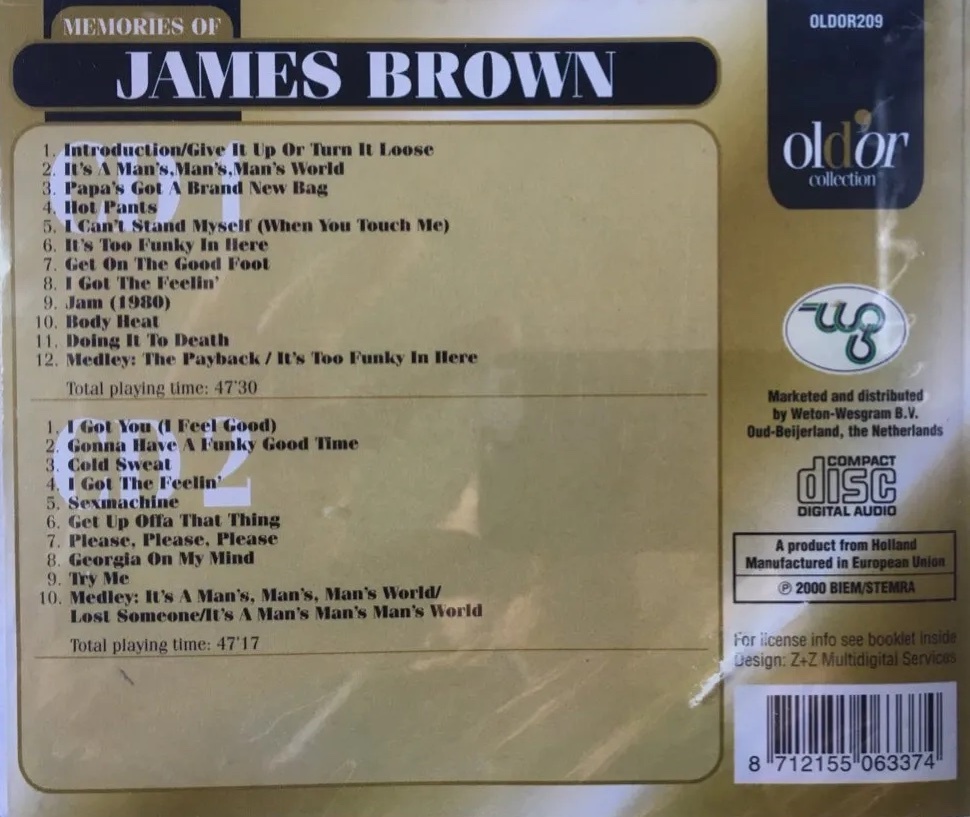 MEMORIES OF
JAMES BROWN
CD 1
1. Introduction/Give It Up Or Turn It Loose
2. It's A Man's,Man's,Man's World
3. Papa's Got A Brand New Bag
4. Hot Pants
5. I Can't Stand Myself (When You Touch Me)
6. It's Too Funky In Here
7. Get On The Good Foot
8. I Got The Feelin'
9. Jam (1980)
10. Body Heat
11. Doing It To Death
12. Medley: The Payback / It's Too Funky In Here
Total playing time: 47'30
CD 2
1. I Got You (I Feel Good)
2. Gonna Have A Funky Good Time
3. Cold Sweat
4. I Got The Feelin'
5. Sexmachine
6. Get Up Offa That Thing
7. Please, Please, Please
8. Georgia On My Mind
9. Try Me
10. Medley: It's A Man's, Man's, Man's World/
Lost Someone/It's A Man's Man's Man's World
Total playing time: 47'17
OLDOR209
old'or
collection
wg
Marketed and distributed
by Weton-Wesgram B.V.
Oud-Beijerland, the Netherlands
COMPACT
disc
DIGITAL AUDIO
A product from Holland
Manufactured in European Union
℗ 2000 BIEM/STEMRA
For license info see booklet inside
Design: Z+Z Multidigital Services
8 712155 063374